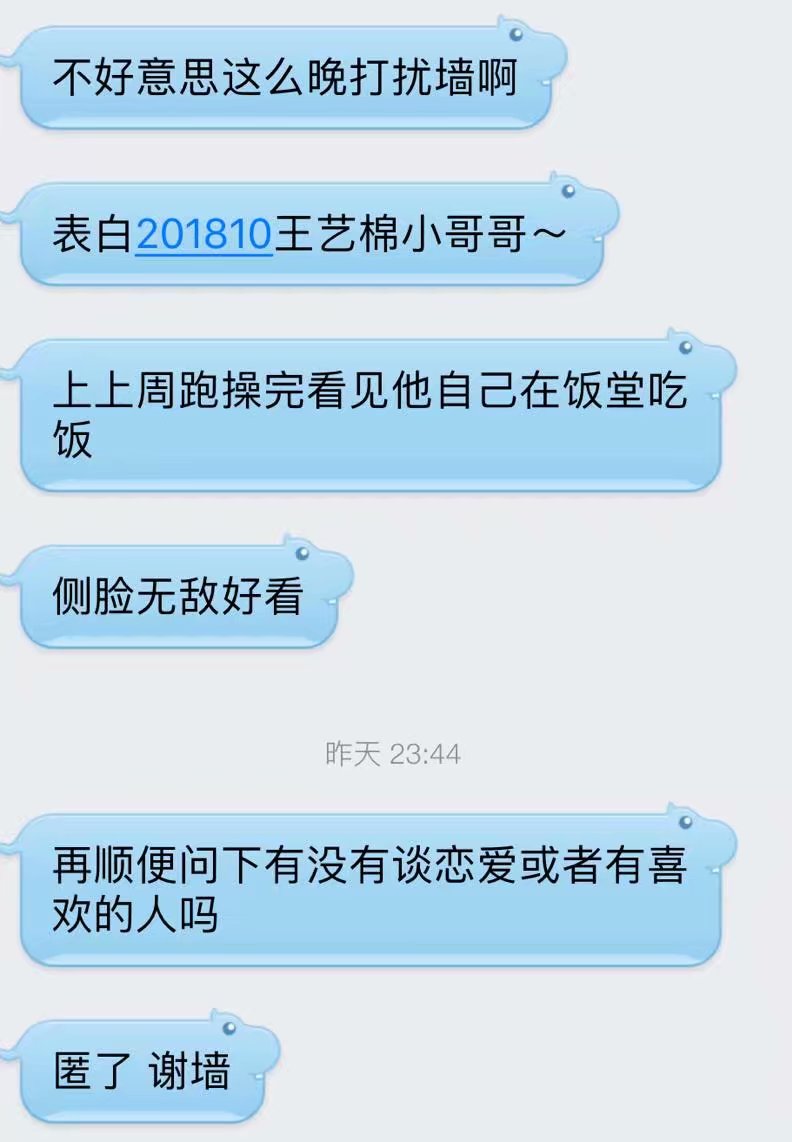 不好意思这么晚打扰墙啊
表白201810王艺棉小哥哥～
上上周跑操完看见他自己在饭堂吃
饭
侧脸无敌好看
昨天 23:44
再顺便问下有没有谈恋爱或者有喜
欢的人吗
匿了 谢墙